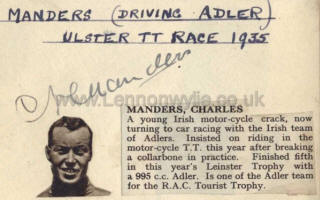 MANDERS (DRIVING ADLER)
ULSTER TT RACE 1935
www.Lennonwylie.co.uk
MANDERS, CHARLES
A young Irish motor-cycle crack, now
turning to car racing with the Irish team
of Adlers. Insisted on riding in the
motor-cycle T.T. this year after breaking
a collarbone in practice. Finished fifth
in this year's Leinster Trophy with
a 995 c.c. Adler. Is one of the Adler team
for the R.A.C. Tourist Trophy.